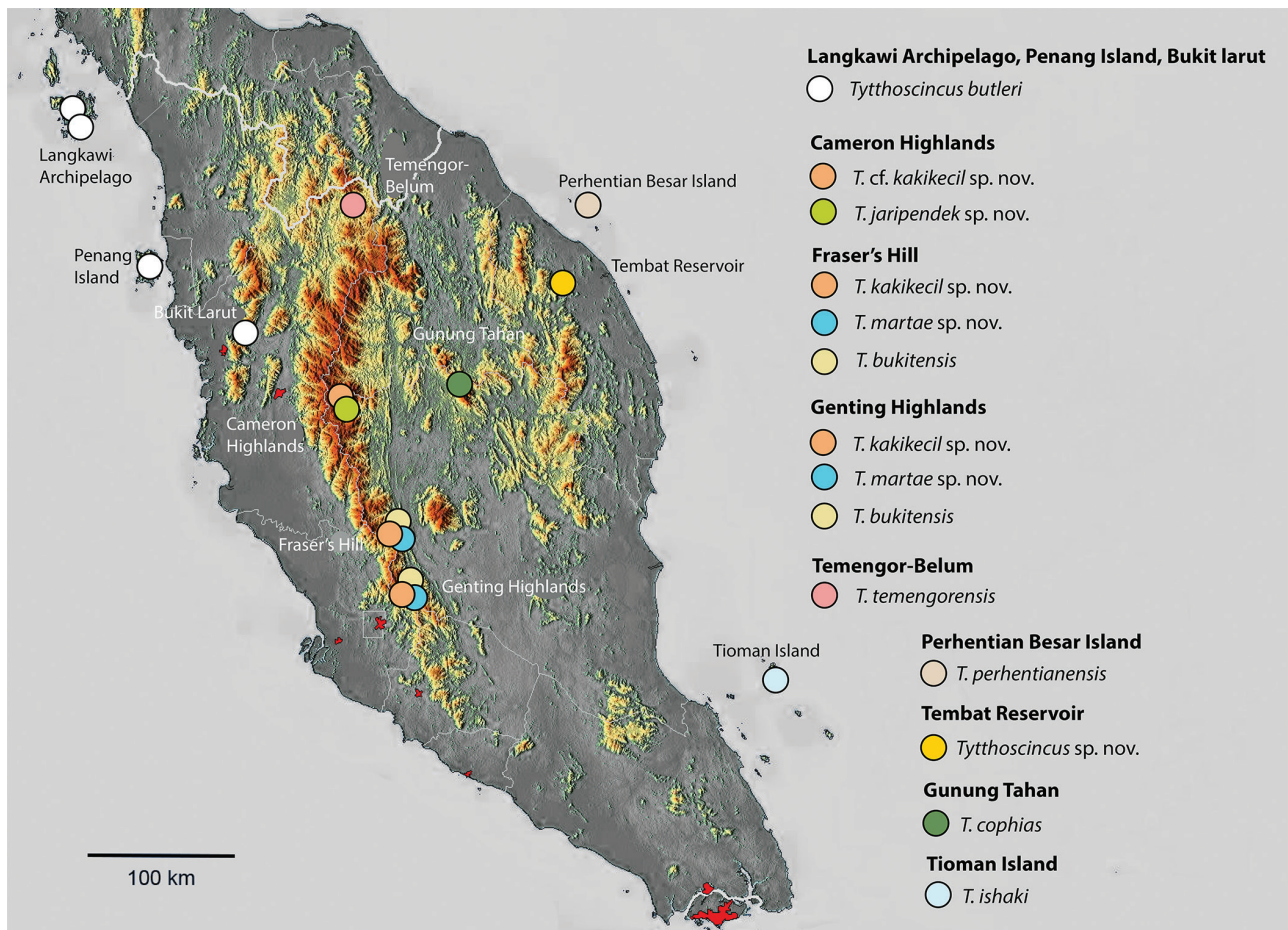 Langkawi
Archipelago
Penang
Island
Bukit Larut
Temengor-
Belum
Perhentian Besar Island
Tembat Reservoir
Gunung Tahan
Cameron
Highlands
Fraser's Hill
Genting Highlands
Tioman Island
100 km
Langkawi Archipelago, Penang Island, Bukit larut
Tytthoscincus butleri
Cameron Highlands
T. cf. kakikecil sp. nov.
T. jaripendek sp. nov.
Fraser's Hill
T. kakikecil sp. nov.
T. martae sp. nov.
T. bukitensis
Genting Highlands
T. kakikecil sp. nov.
T. martae sp. nov.
T. bukitensis
Temengor-Belum
T. temengorensis
Perhentian Besar Island
T. perhentianensis
Tembat Reservoir
Tytthoscincus sp. nov.
Gunung Tahan
T. cophias
Tioman Island
T. ishaki